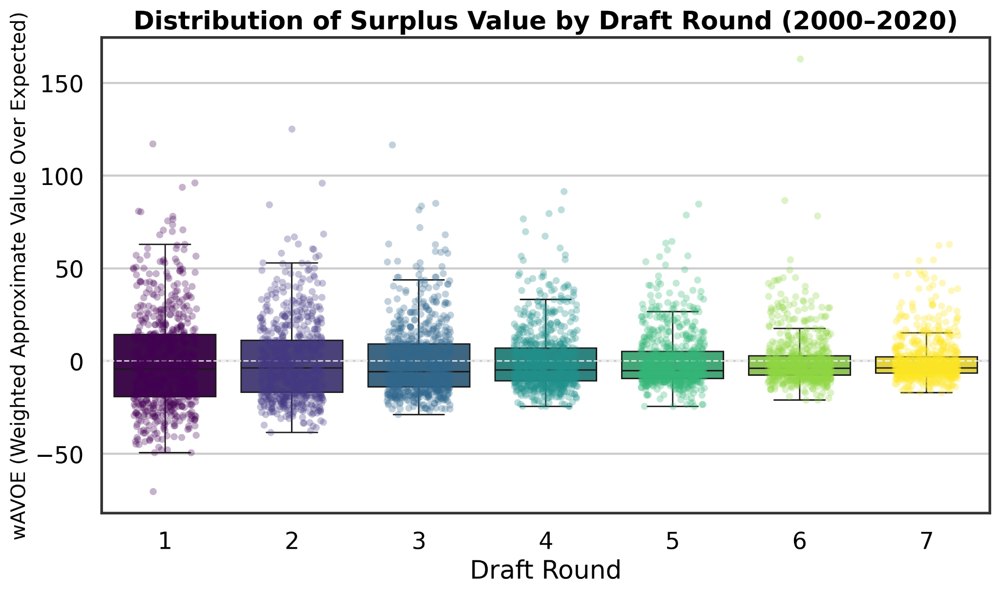 Distribution of Surplus Value by Draft Round (2000–2020)
wAVOE (Weighted Approximate Value Over Expected)
150
100
50
0
−50
1 2 3 4 5 6 7
Draft Round